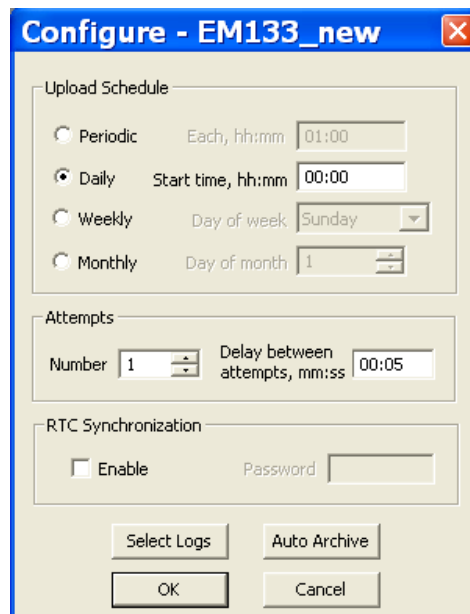 Configure - EM133_new
Upload Schedule
Periodic Each, hh:mm 01:00
Daily Start time, hh:mm 00:00
Weekly Day of week Sunday
Monthly Day of month 1
Attempts
Number 1 Delay between attempts, mm:ss 00:05
RTC Synchronization
Enable Password
Select Logs Auto Archive
OK Cancel